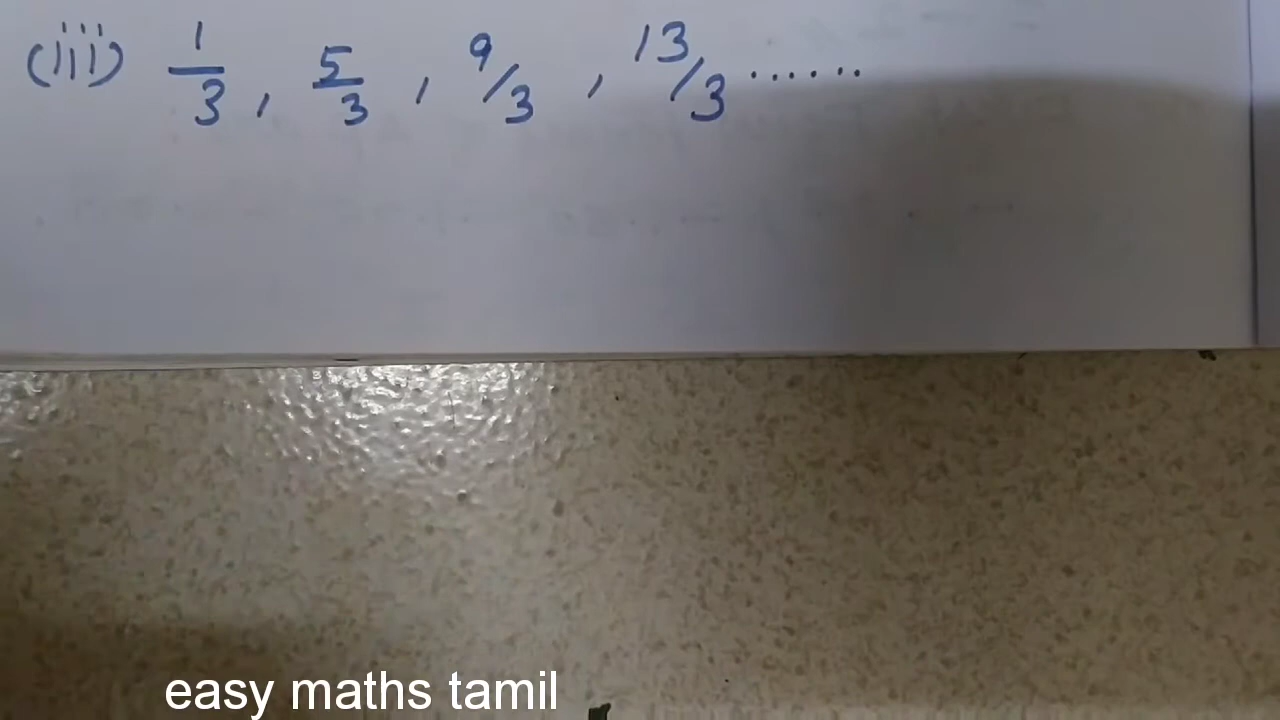 (iii) 1/3 , 5/3 , 9/3 , 13/3 ......
easy maths tamil